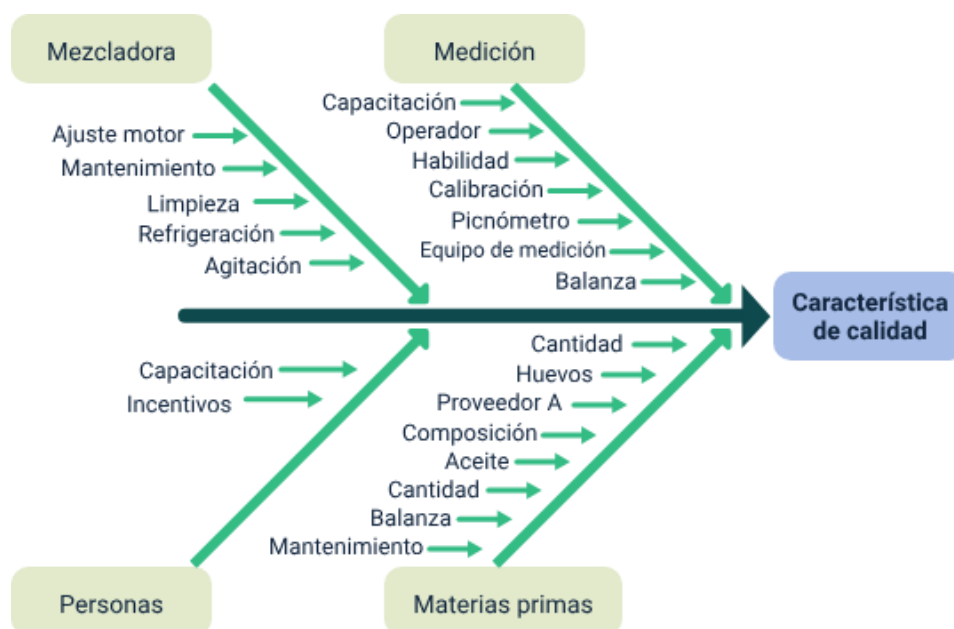 Mezcladora
Medición
Capacitación
Operador
Habilidad
Calibración
Picnómetro
Equipo de medición
Balanza
Ajuste motor
Mantenimiento
Limpieza
Refrigeración
Agitación
Característica
de calidad
Capacitación
Incentivos
Cantidad
Huevos
Proveedor A
Composición
Aceite
Cantidad
Balanza
Mantenimiento
Personas
Materias primas